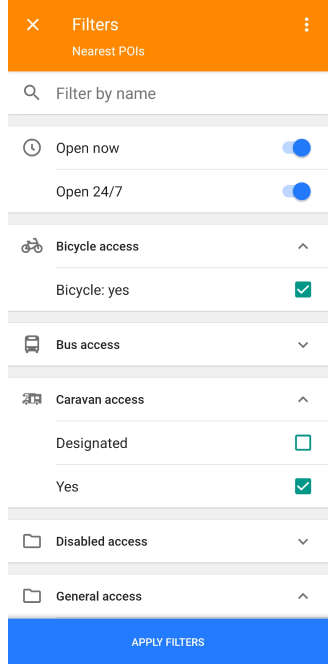 Filters
Nearest POIs
Filter by name
Open now
Open 24/7
Bicycle access
Bicycle: yes
Bus access
Caravan access
Designated
Yes
Disabled access
General access
APPLY FILTERS